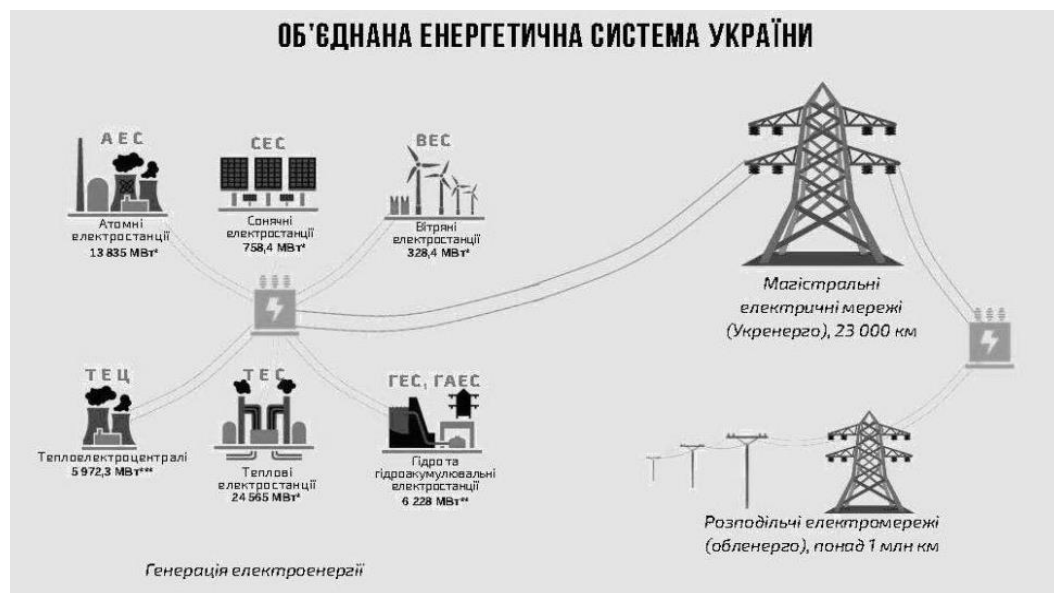 ОБ'ЄДНАНА ЕНЕРГЕТИЧНА СИСТЕМА УКРАЇНИ
АЕС
Атомні
електростанції
13 835 МВт*
СЕС
Сонячні
електростанції
758,4 МВт*
ВЕС
Вітряні
електростанції
328,4 МВт*
ТЕЦ
Теплоелектроцентралі
5 972,3 МВт***
ТЕС
Теплові
електростанції
24 565 МВт*
ГЕС, ГАЕС
Гідро та
гідроакумулювальні
електростанції
6 228 МВт**
Генерація електроенергії
Магістральні
електричні мережі
(Укренерго), 23 000 км
Розподільчі електромережі
(обленерго), понад 1 млн км